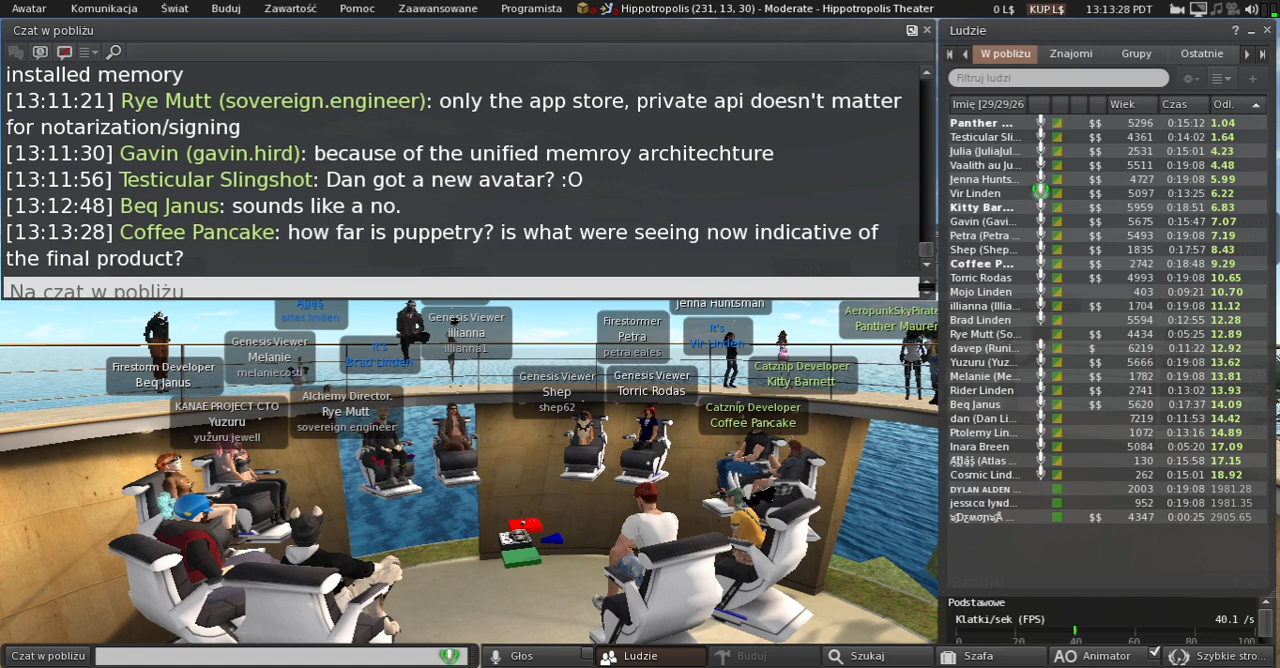 Awatar Komunikacja Świat Buduj Zawartość Pomoc Zaawansowane Programista Hippotropolis (231, 13, 30) - Moderate - Hippotropolis Theater 0 L$ KUP L$ 13:13:28 PDT
Czat w pobliżu
installed memory
[13:11:21] Rye Mutt (sovereign.engineer): only the app store, private api doesn't matter
for notarization/signing
[13:11:30] Gavin (gavin.hird): because of the unified memroy architechture
[13:11:56] Testicular Slingshot: Dan got a new avatar? :O
[13:12:48] Beq Janus: sounds like a no.
[13:13:28] Coffee Pancake: how far is puppetry? is what were seeing now indicative of
the final product?
Na czat w pobliżu
Ludzie
W pobliżu Znajomi Grupy Ostatnie
Filtruj ludzi
Imię [29/29/26 Wiek Czas Odl.
Panther ... $$ 5296 0:15:12 1.04
Testicular Sli... $$ 4361 0:14:02 1.64
Julia (JuliaJul... $$ 2531 0:15:01 4.23
Vaalith au Ju... $$ 5511 0:19:08 4.48
Jenna Hunts... $$ 4727 0:19:08 5.99
Vir Linden $$ 5097 0:13:25 6.22
Kitty Bar... $$ 5959 0:18:51 6.83
Gavin (Gavi... $$ 5675 0:15:47 7.07
Petra (Petra ... $$ 5493 0:19:08 7.19
Shep (Shep... $$ 1835 0:17:57 8.43
Coffee P... $$ 2742 0:18:48 9.29
Torric Rodas $$ 4993 0:19:08 10.65
Mojo Linden 403 0:09:21 10.70
illianna (Illia... $$ 1704 0:19:08 11.12
Brad Linden 5594 0:12:55 12.28
Rye Mutt (So... $$ 4434 0:05:25 12.89
davep (Runi... $$ 6219 0:11:22 12.92
Yuzuru (Yuz... $$ 5666 0:19:08 13.62
Melanie (Me... $$ 1782 0:19:08 13.81
Rider Linden $$ 2741 0:13:02 13.93
Beq Janus $$ 5620 0:17:37 14.09
dan (Dan Li... 7219 0:11:53 14.42
Ptolemy Lin... 1072 0:13:16 14.89
Inara Breen 5084 0:05:20 17.09
(Atlas ... 130 0:15:58 17.15
Cosmic Lind... 262 0:15:01 18.92
DYLAN ALDEN ... 2003 0:19:08 1981.28
952 0:19:08 1981.35
$$ 4347 0:00:25 2905.65
Podstawowe
Klatki/sek (FPS) 40.1 /s
0 20 40 60 80 100
atlas.linden
Genesis Viewer
illianna
illianna1
Jenna Huntsman
AeropunkSkyPirate
Panther Maurer
Firestormer
Petra
petra.eales
It's
Vir Linden
Genesis Viewer
Melanie
melaniecosti
It's
Brad Linden
Firestorm Developer
Beq Janus
Genesis Viewer
Shep
shep62
Genesis Viewer
Torric Rodas
Catznip Developer
Kitty Barnett
KANAE PROJECT CTO
Yuzuru
yuzuru.jewell
Alchemy Director.
Rye Mutt
sovereign.engineer
Catznip Developer
Coffee Pancake
Czat w pobliżu Głos Ludzie Buduj Szukaj Szafa AO Animator Szybkie stro...